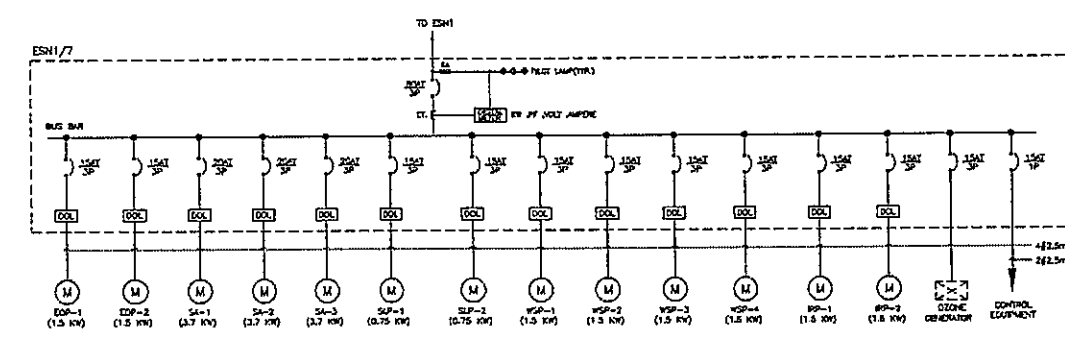 TO ESN1
ESN1/7
PILOT LAMP(TYP.)
3P
CT.
DIGITAL METER
KW ,PF ,VOLT AMPERE
BUS BAR
15AT 3P
15AT 3P
20AT 3P
20AT 3P
20AT 3P
15AT 3P
15AT 3P
15AT 3P
15AT 3P
15AT 3P
15AT 3P
15AT 3P
15AT 3P
15AT 3P
15AT 1P
DOL DOL DOL DOL DOL DOL DOL DOL DOL DOL DOL DOL DOL
M M M M M M M M M M M M M
EQP-1 (1.5 KW)
EQP-2 (1.5 KW)
SA-1 (3.7 KW)
SA-2 (3.7 KW)
SA-3 (3.7 KW)
SLP-1 (0.75 KW)
SLP-2 (0.75 KW)
WSP-1 (1.5 KW)
WSP-2 (1.5 KW)
WSP-3 (1.5 KW)
WSP-4 (1.5 KW)
IRP-1 (1.5 KW)
IRP-2 (1.5 KW)
OZONE GENERATOR
CONTROL EQUIPMENT